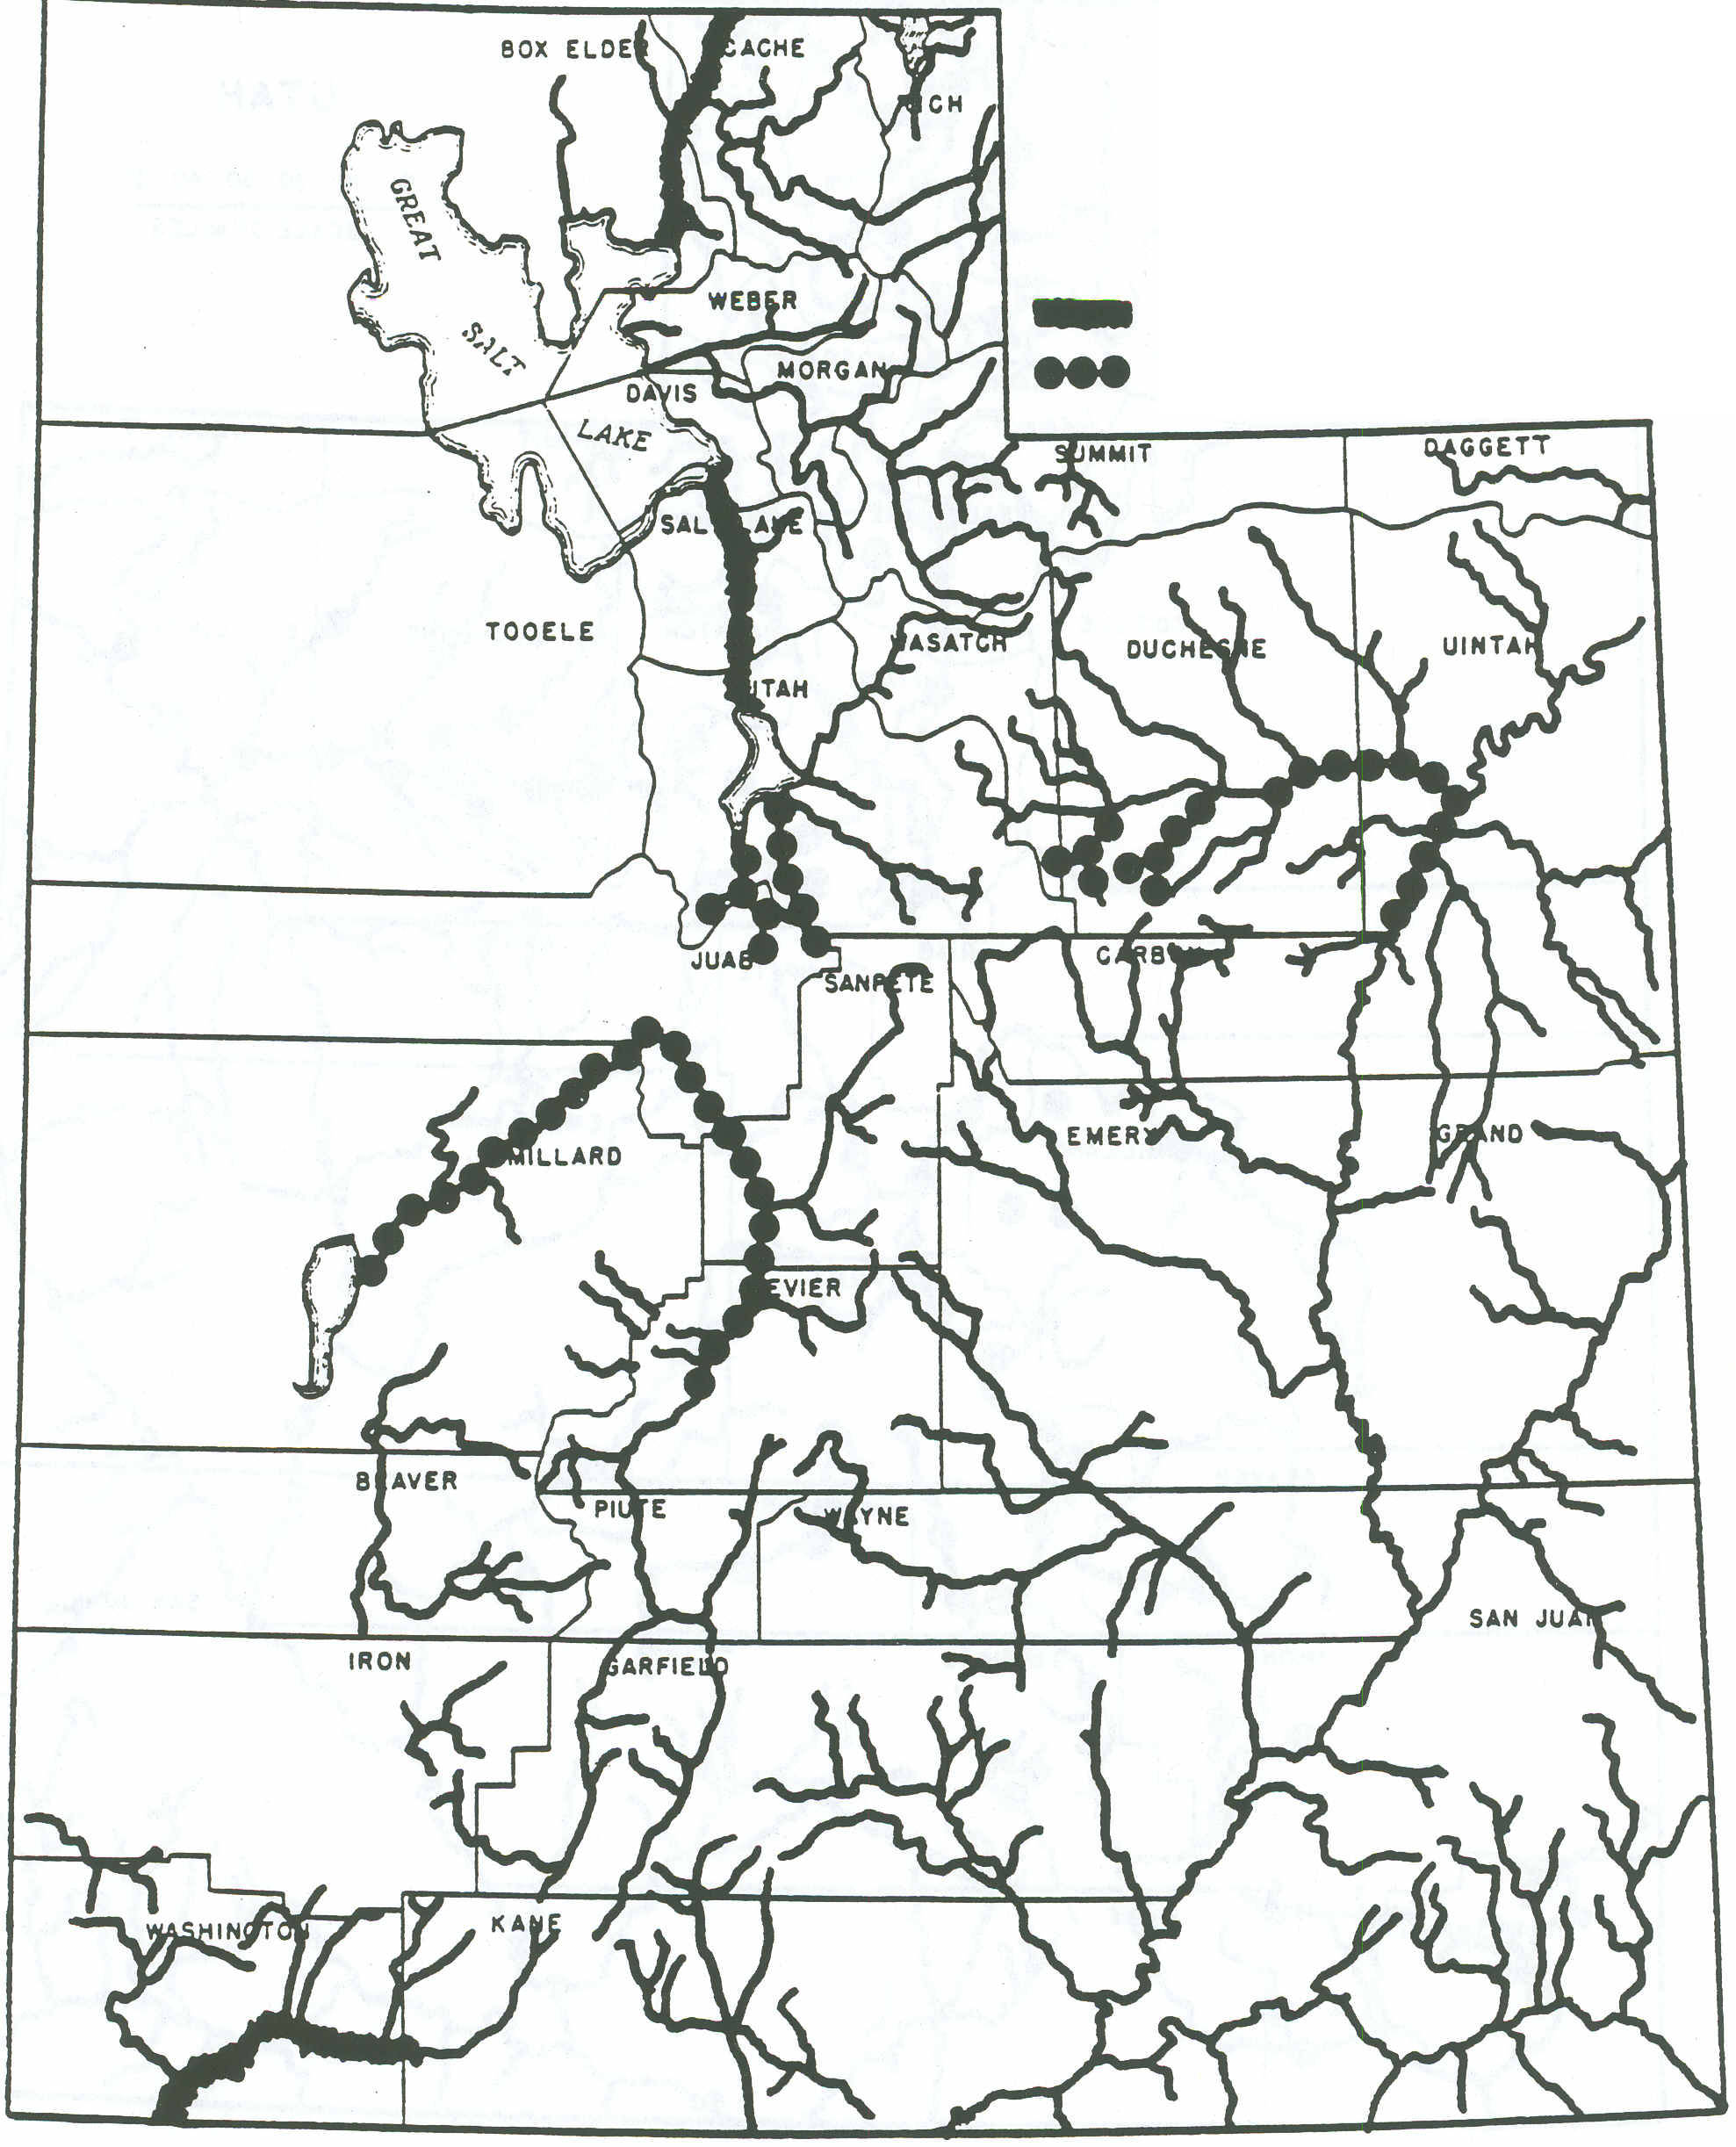 BOX ELDER
CACHE
RICH
GREAT
SALT
LAKE
WEBER
MORGAN
DAVIS
SUMMIT
DAGGETT
SALT LAKE
TOOELE
WASATCH
DUCHESNE
UINTAH
UTAH
JUAB
SANPETE
CARBON
MILLARD
EMERY
GRAND
SEVIER
BEAVER
PIUTE
WAYNE
SAN JUAN
IRON
GARFIELD
WASHINGTON
KANE